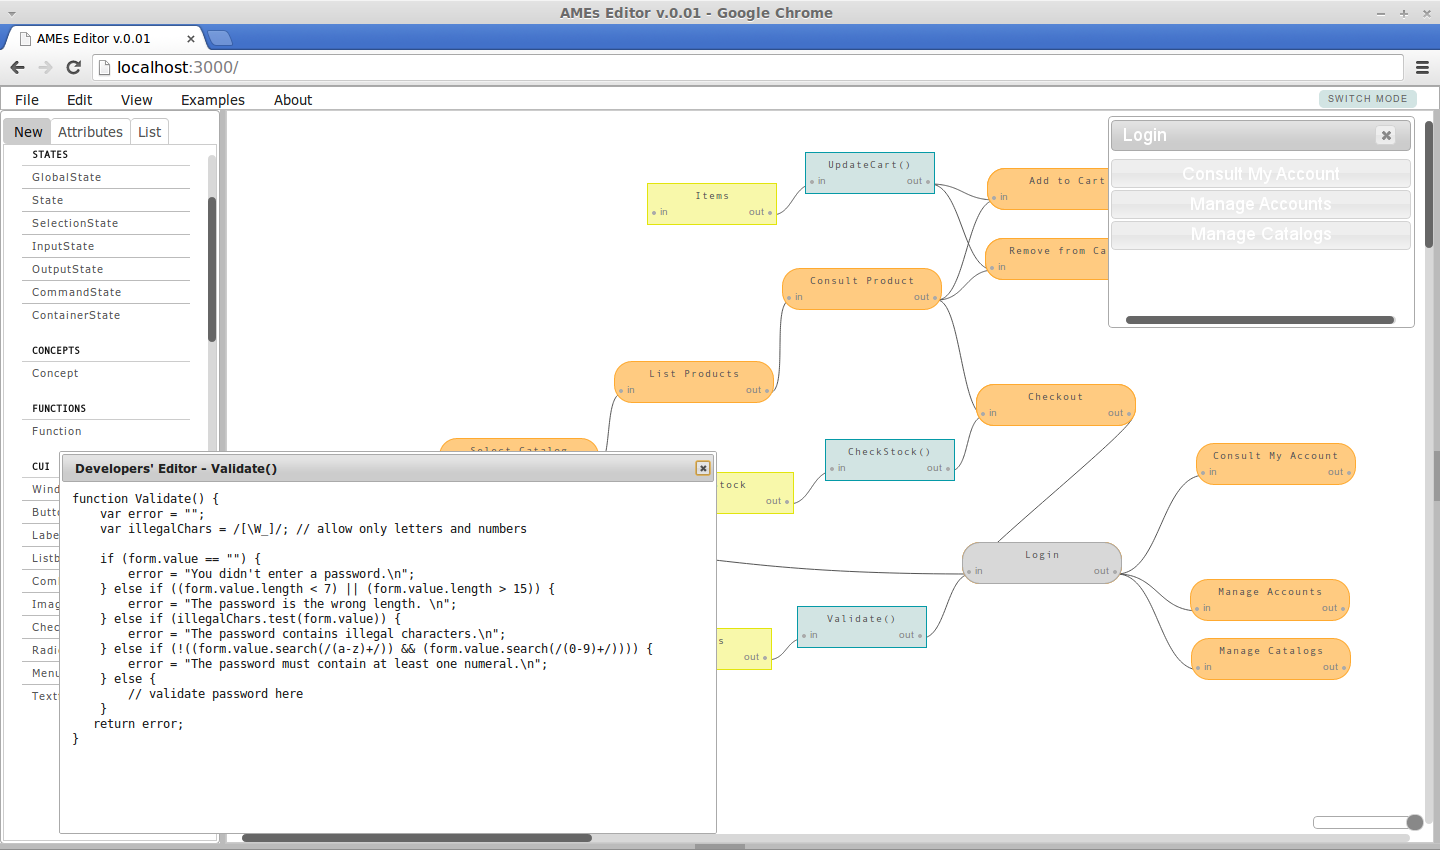 AMEs Editor v.0.01 - Google Chrome
AMEs Editor v.0.01
localhost:3000/
File Edit View Examples About
SWITCH MODE
New Attributes List
STATES
GlobalState
State
SelectionState
InputState
OutputState
CommandState
ContainerState
CONCEPTS
Concept
FUNCTIONS
Function
CUI
Wind
Butt
Labe
Listb
Com
Imag
Chec
Radi
Menu
Text
Items
in out
UpdateCart()
in out
Add to Cart
in
Remove from Ca
in
Consult Product
in out
List Products
in out
Select Catalog
Checkout
in out
CheckStock()
in out
tock
out
Consult My Account
in out
Login
in out
Manage Accounts
in out
Validate()
in out
s
out
Manage Catalogs
in out
Login
Consult My Account
Manage Accounts
Manage Catalogs
Developers' Editor - Validate()
function Validate() {
var error = "";
var illegalChars = /[\W_]/; // allow only letters and numbers
if (form.value == "") {
error = "You didn't enter a password.\n";
} else if ((form.value.length < 7) || (form.value.length > 15)) {
error = "The password is the wrong length. \n";
} else if (illegalChars.test(form.value)) {
error = "The password contains illegal characters.\n";
} else if (!((form.value.search(/(a-z)+/)) && (form.value.search(/(0-9)+/)))) {
error = "The password must contain at least one numeral.\n";
} else {
// validate password here
}
return error;
}